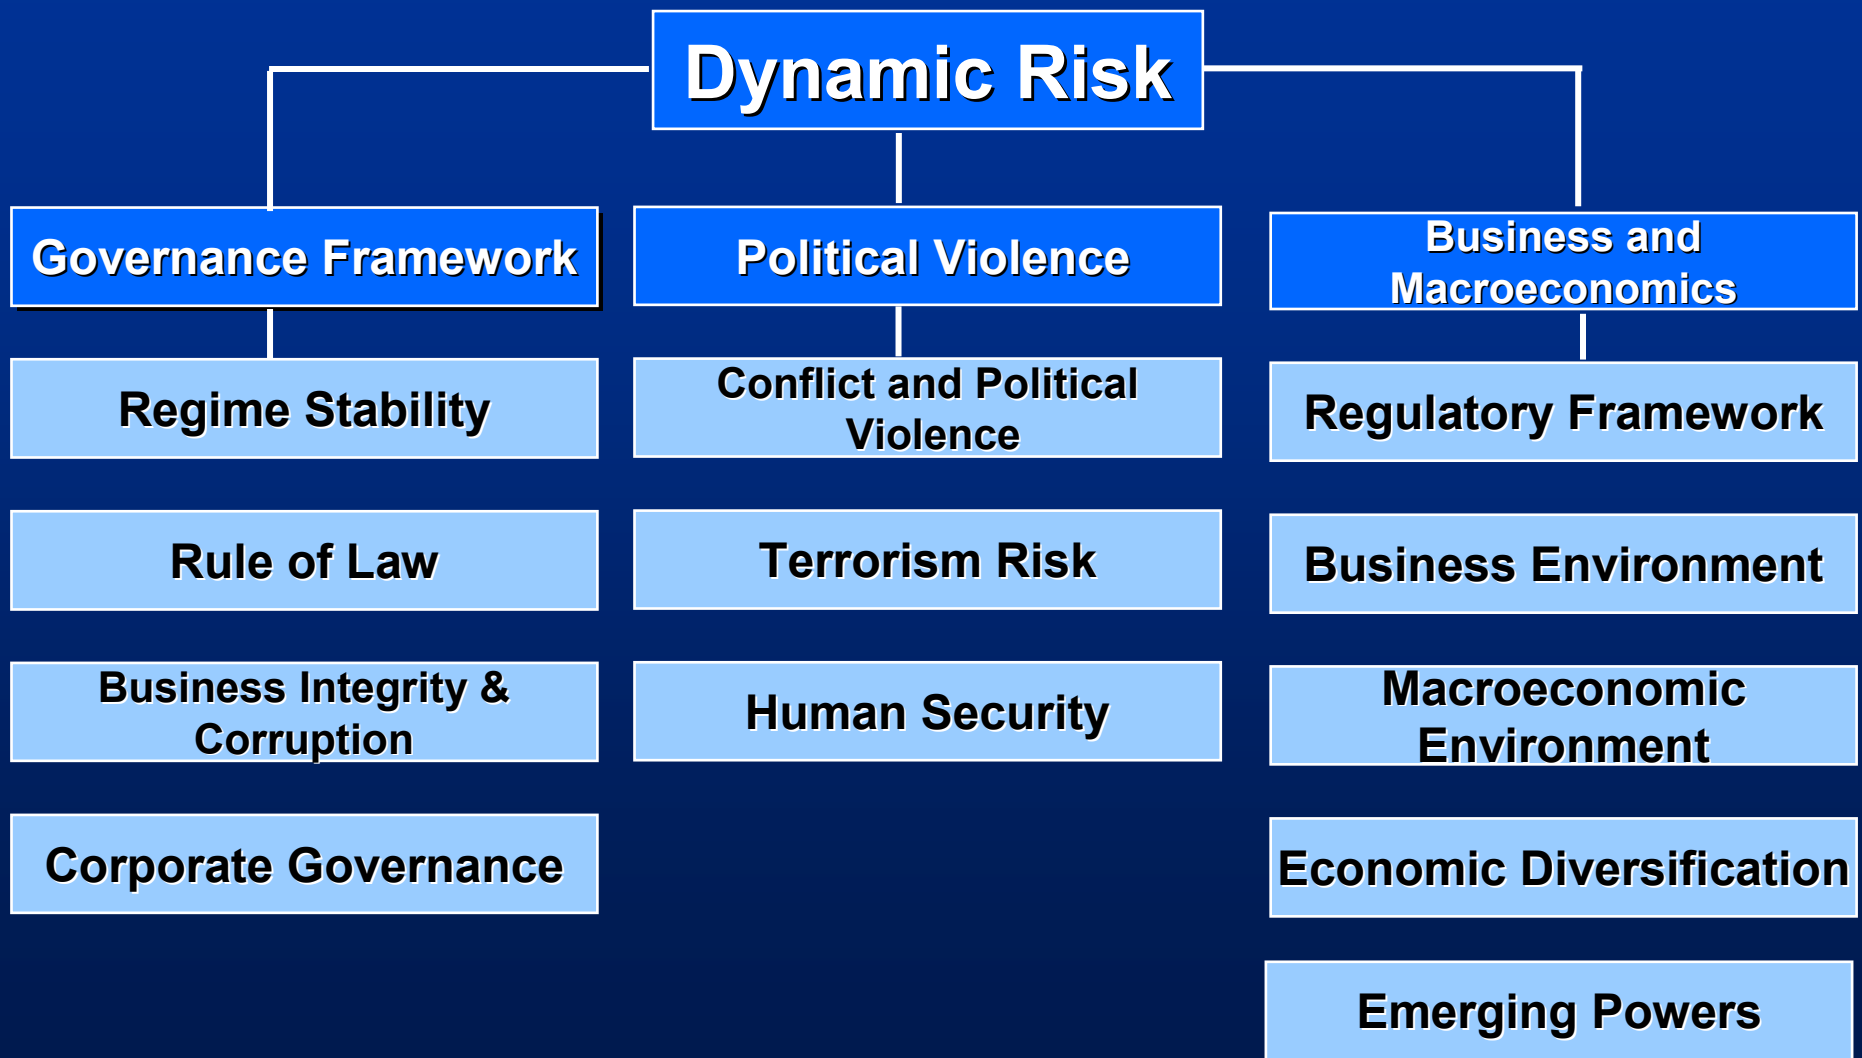 Dynamic Risk
Governance Framework
Political Violence
Business and
Macroeconomics
Regime Stability
Conflict and Political
Violence
Regulatory Framework
Rule of Law
Terrorism Risk
Business Environment
Business Integrity &
Corruption
Human Security
Macroeconomic
Environment
Corporate Governance
Economic Diversification
Emerging Powers